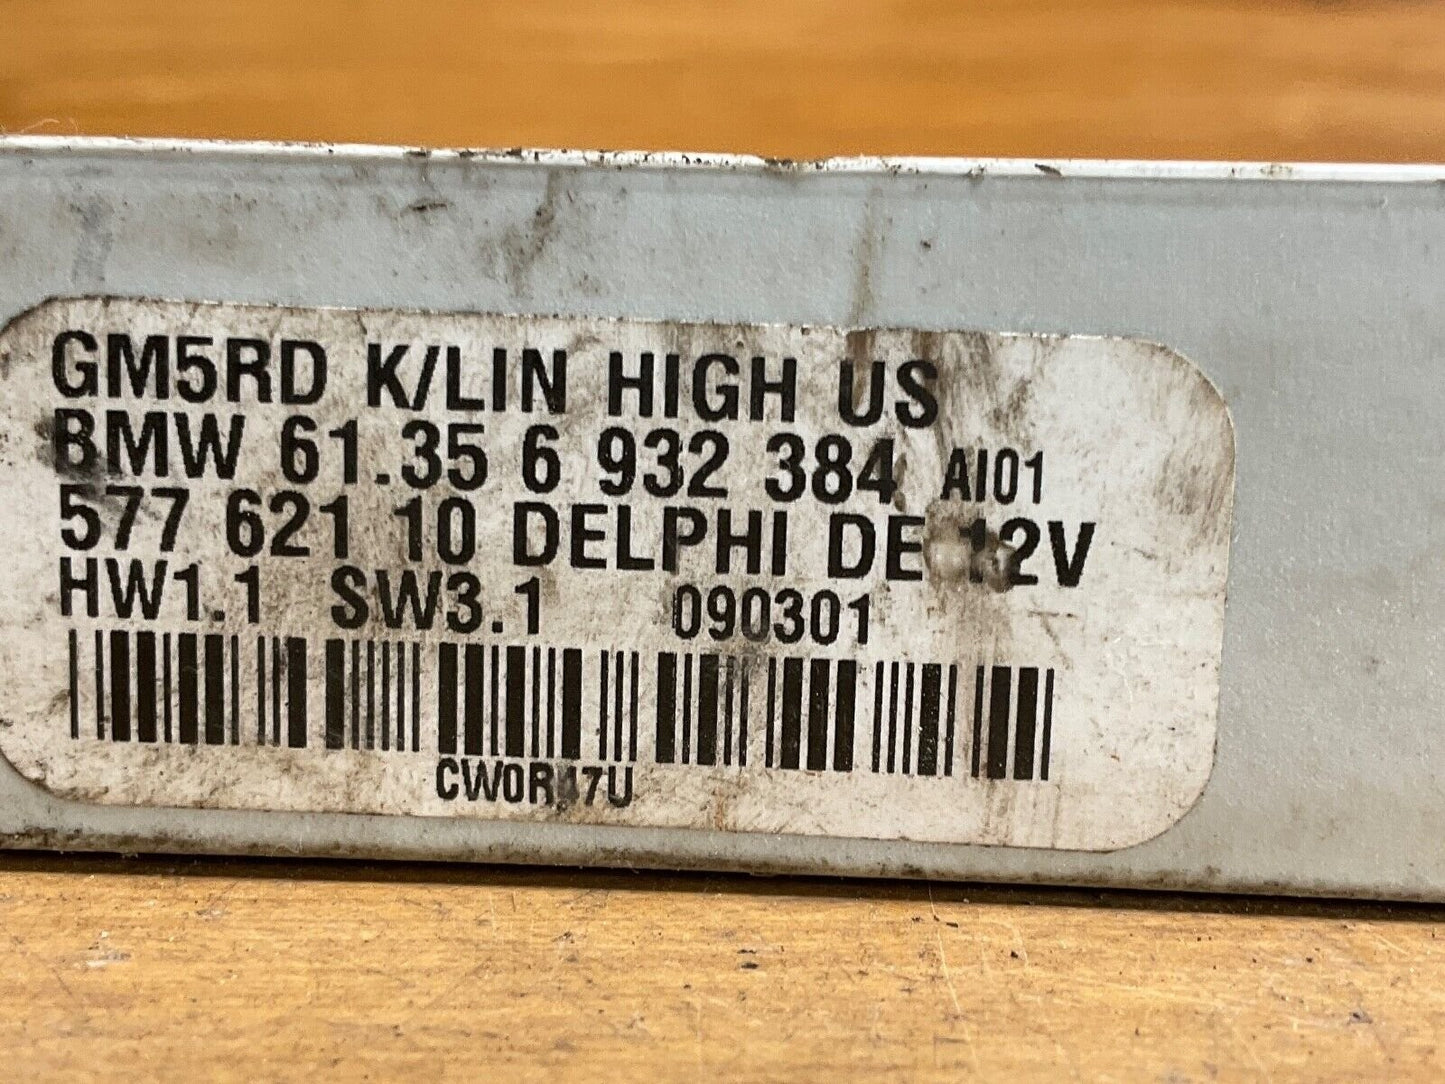 GM5RD K/LIN HIGH US
BMW 61.35 6 932 384 AI01
577 621 10 DELPHI DE 12V
HW1.1 SW3.1 090301